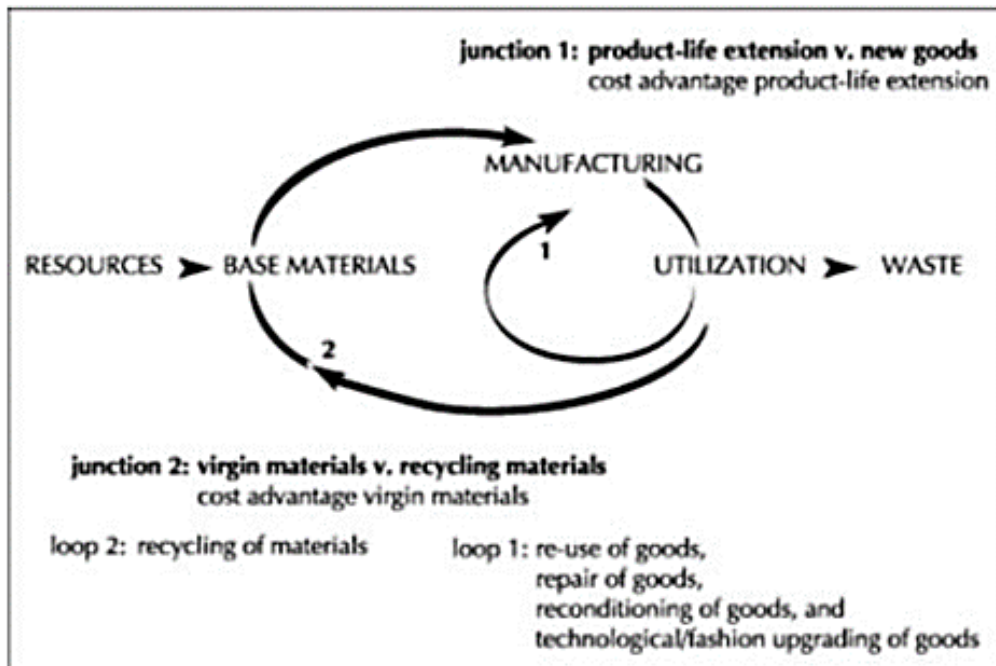 junction 1: product-life extension v. new goods
cost advantage product-life extension
MANUFACTURING
1
RESOURCES
BASE MATERIALS
UTILIZATION
WASTE
2
junction 2: virgin materials v. recycling materials
cost advantage virgin materials
loop 2: recycling of materials
loop 1: re-use of goods,
repair of goods,
reconditioning of goods, and
technological/fashion upgrading of goods